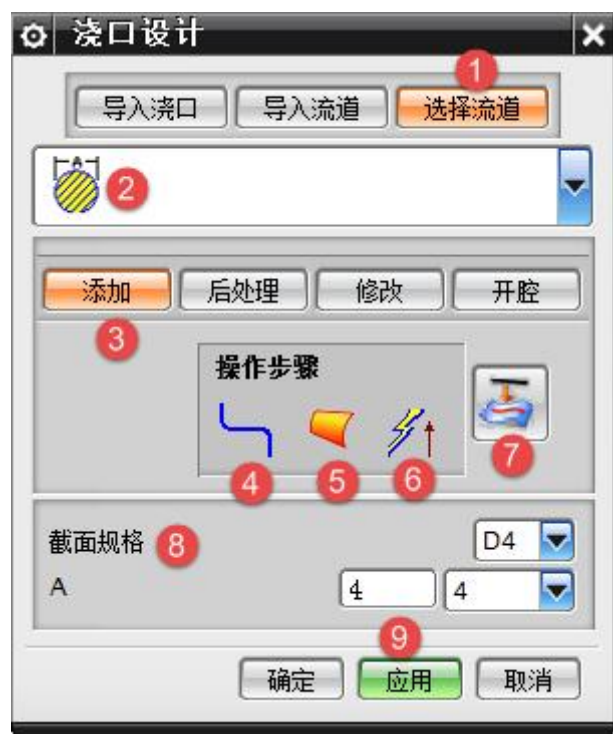 浇口设计
1
导入浇口 导入流道 选择流道
A
2
添加 后处理 修改 开腔
3
操作步骤
4 5 6 7
截面规格 8 D4
A 4 4
9
确定 应用 取消